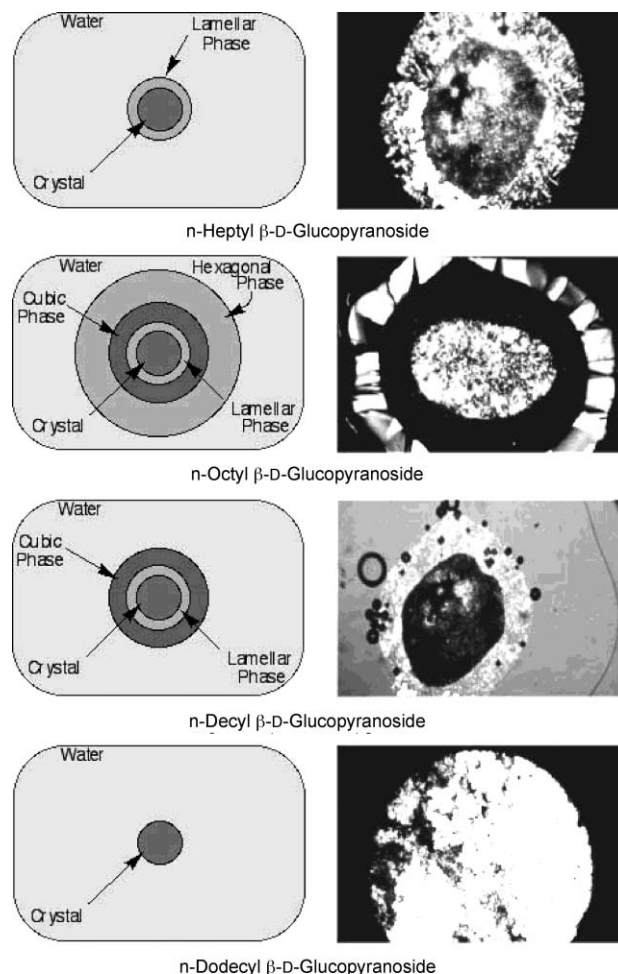 Water
Lamellar
Phase
Crystal
n-Heptyl β-D-Glucopyranoside
Water
Hexagonal
Phase
Cubic
Phase
Crystal
Lamellar
Phase
n-Octyl β-D-Glucopyranoside
Water
Cubic
Phase
Crystal
Lamellar
Phase
n-Decyl β-D-Glucopyranoside
Water
Crystal
n-Dodecyl β-D-Glucopyranoside